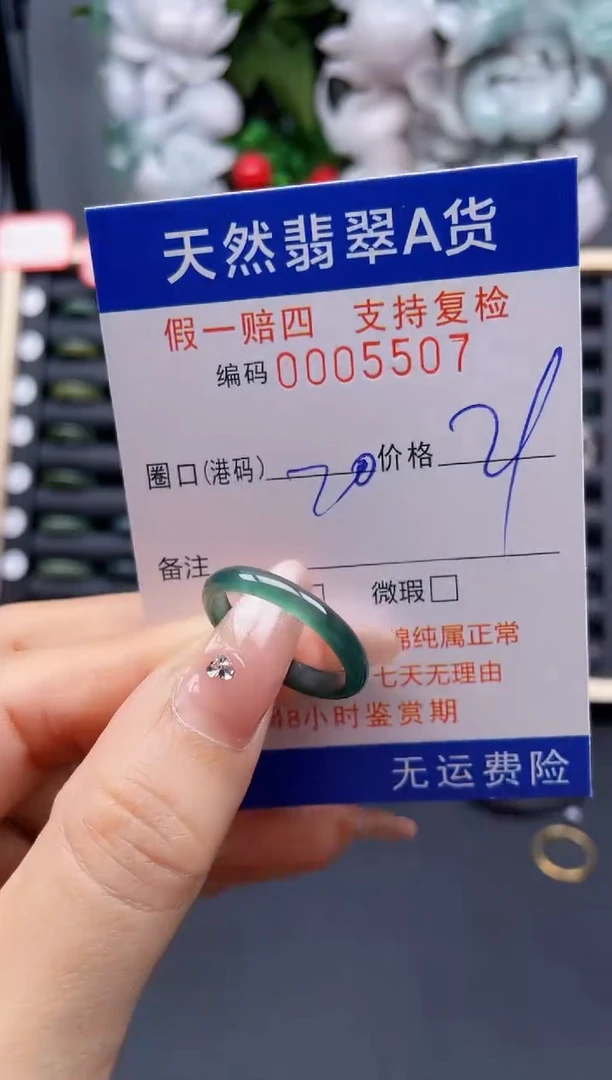 天然翡翠A货
假一赔四 支持复检
编码 0005507
圈口(港码) 20 价格
备注
微瑕□
棉纯属正常
七天无理由
48小时鉴赏期
无运费险